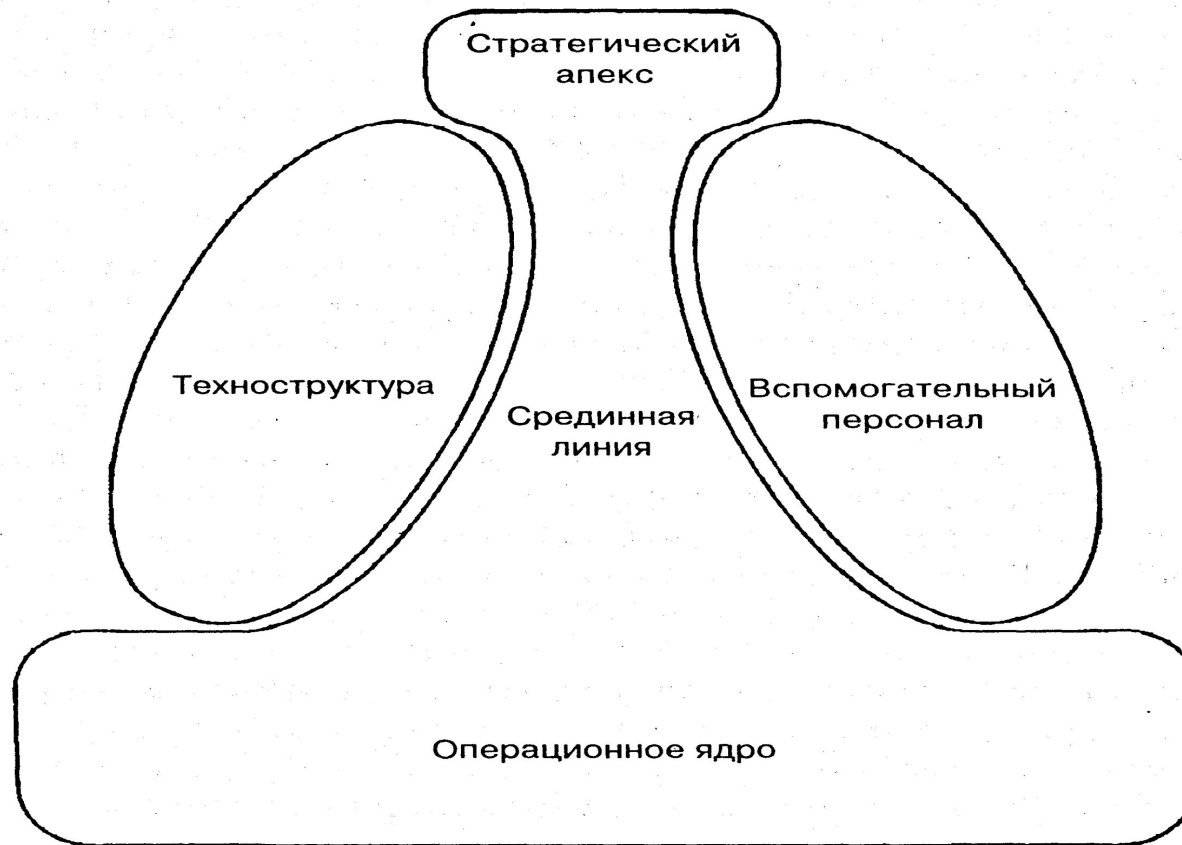 Стратегический
апекс
Техноструктура
Срединная
линия
Вспомогательный
персонал
Операционное ядро